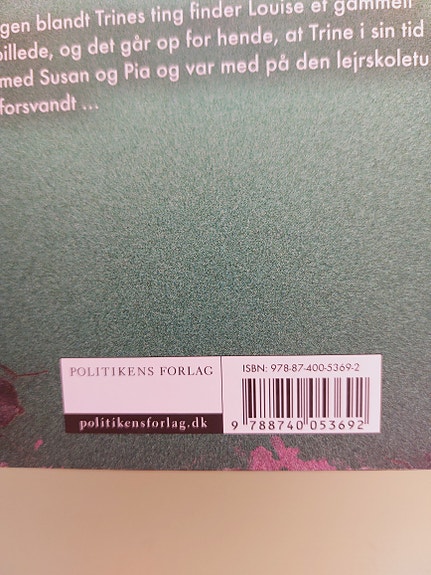 gen blandt Trines ting finder Louise et gammelt
billede, og det går op for hende, at Trine i sin tid
med Susan og Pia og var med på den lejrskoletu
forsvandt ...
POLITIKENS FORLAG
politikensforlag.dk
ISBN: 978-87-400-5369-2
9 788740 053692